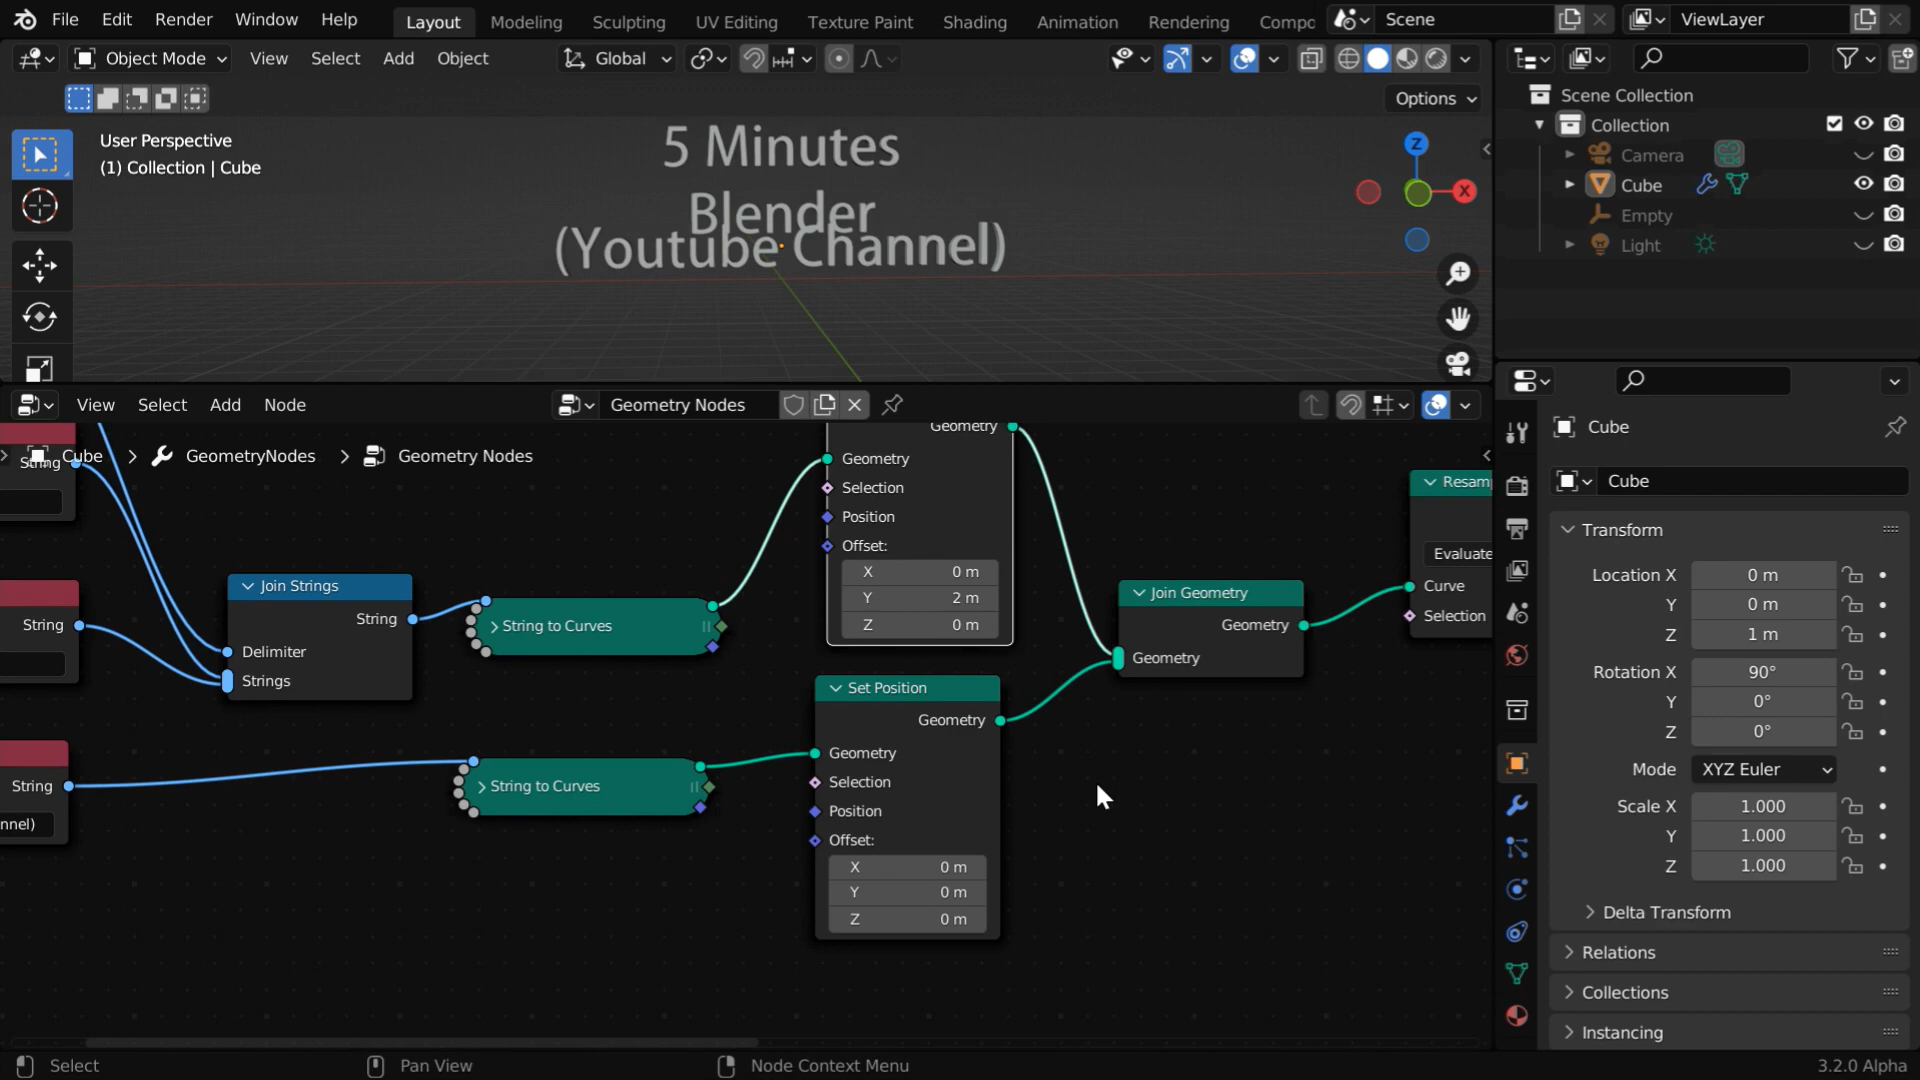 File Edit Render Window Help
Layout Modeling Sculpting UV Editing Texture Paint Shading Animation Rendering Compo
Scene
ViewLayer
Object Mode View Select Add Object
Global
Options
User Perspective
(1) Collection | Cube
5 Minutes
Blender
(Youtube Channel)
Z
X
Scene Collection
Collection
Camera
Cube
Empty
Light
View Select Add Node
Geometry Nodes
Cube > GeometryNodes > Geometry Nodes
String
String
String
nnel)
Join Strings
String
Delimiter
Strings
String to Curves
String to Curves
Geometry
Geometry
Selection
Position
Offset:
X 0 m
Y 2 m
Z 0 m
Set Position
Geometry
Geometry
Selection
Position
Offset:
X 0 m
Y 0 m
Z 0 m
Join Geometry
Geometry
Geometry
Resam
Evaluate
Curve
Selection
Cube
Cube
Transform
Location X 0 m
Y 0 m
Z 1 m
Rotation X 90°
Y 0°
Z 0°
Mode XYZ Euler
Scale X 1.000
Y 1.000
Z 1.000
Delta Transform
Relations
Collections
Instancing
Select
Pan View
Node Context Menu
3.2.0 Alpha